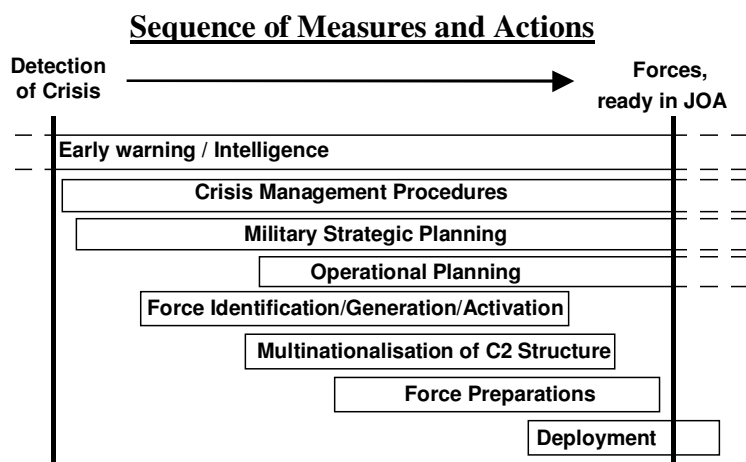 Sequence of Measures and Actions
Detection
of Crisis
Forces,
ready in JOA
Early warning / Intelligence
Crisis Management Procedures
Military Strategic Planning
Operational Planning
Force Identification/Generation/Activation
Multinationalisation of C2 Structure
Force Preparations
Deployment